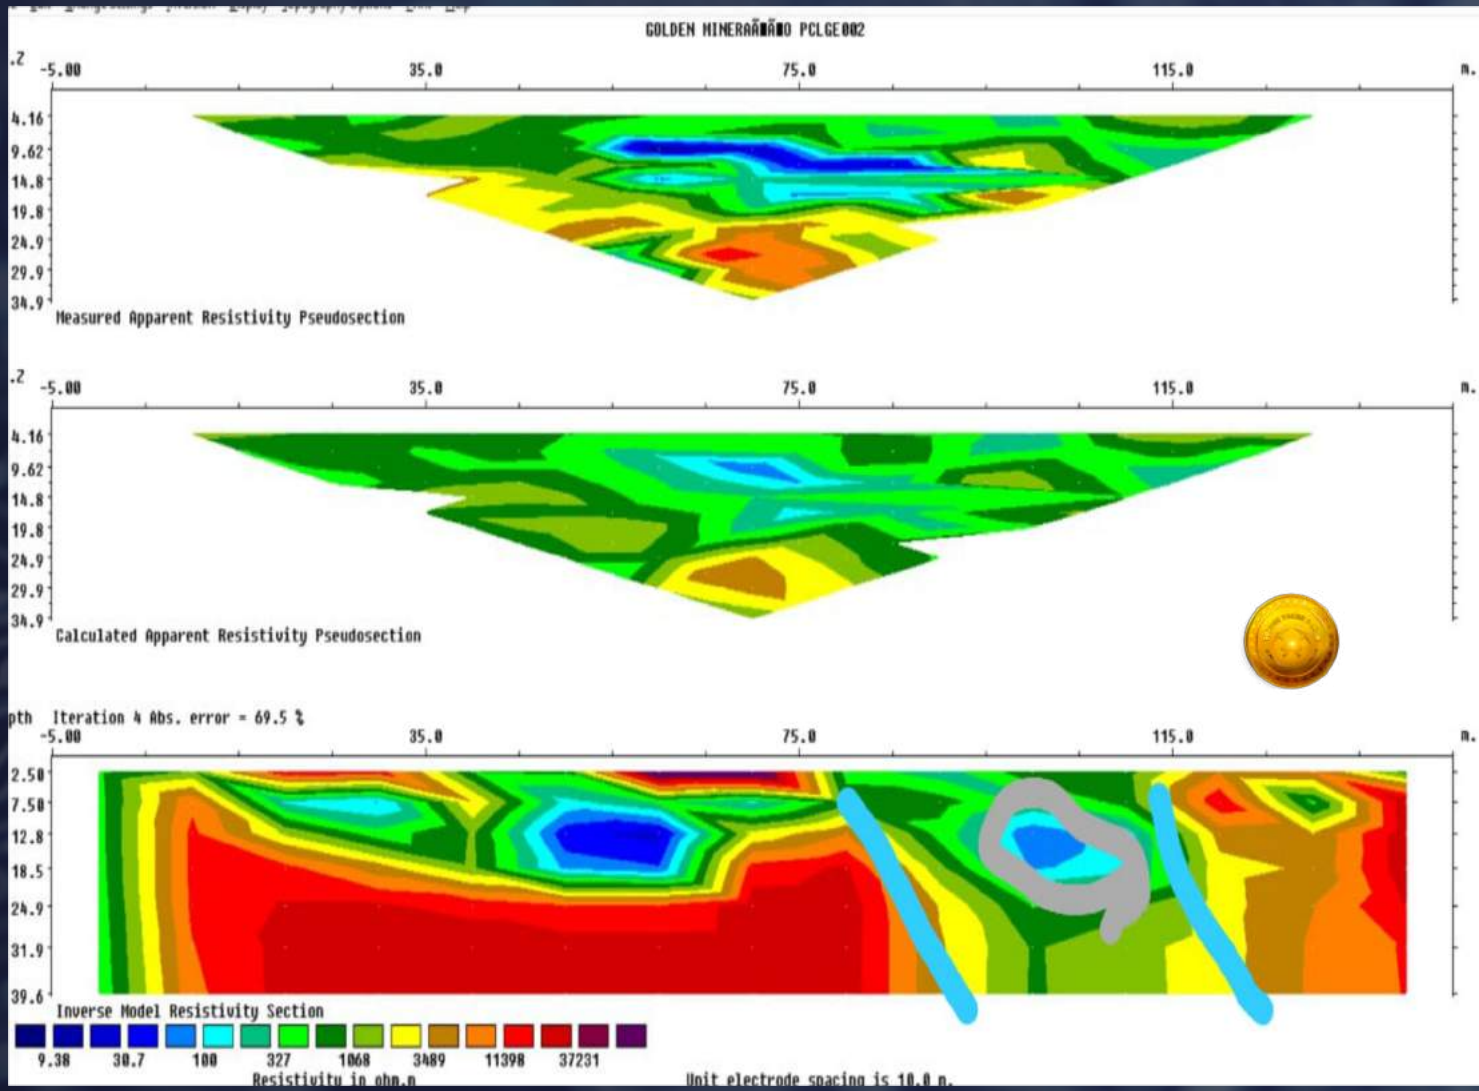 GOLDEN MINERAÃ▮Ã▮O PCLGE002
.Z -5.00 35.0 75.0 115.0 m.
4.16
9.62
14.8
19.8
24.9
29.9
34.9
Measured Apparent Resistivity Pseudosection
.Z -5.00 35.0 75.0 115.0 m.
4.16
9.62
14.8
19.8
24.9
29.9
34.9
Calculated Apparent Resistivity Pseudosection
pth Iteration 4 Abs. error = 69.5 %
-5.00 35.0 75.0 115.0 m.
2.50
7.50
12.8
18.5
24.9
31.9
39.6
Inverse Model Resistivity Section
9.38 30.7 100 327 1068 3489 11398 37231
Resistivity in ohm.m Unit electrode spacing is 10.0 m.